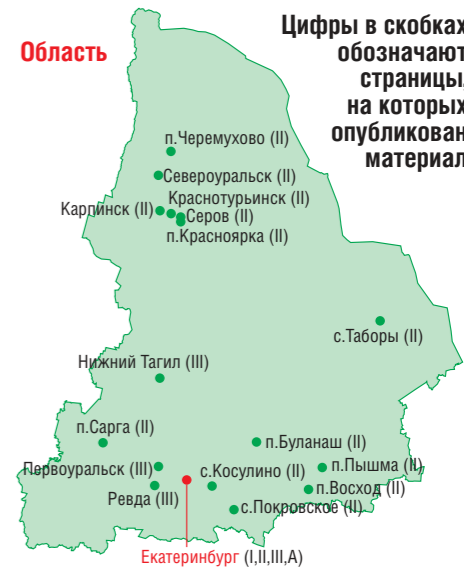 Область
Цифры в скобках
обозначают
страницы,
на которых
опубликован
материал
п.Черемухово (II)
Североуральск (II)
Краснотурьинск (II)
Карпинск (II)
Серов (II)
п.Красноярка (II)
с.Таборы (II)
Нижний Тагил (III)
п.Сарга (II)
п.Буланаш (II)
Первоуральск (III)
с.Косулино (II)
п.Пышма (II)
Ревда (III)
п.Восход (II)
с.Покровское (II)
Екатеринбург (I,II,III,А)